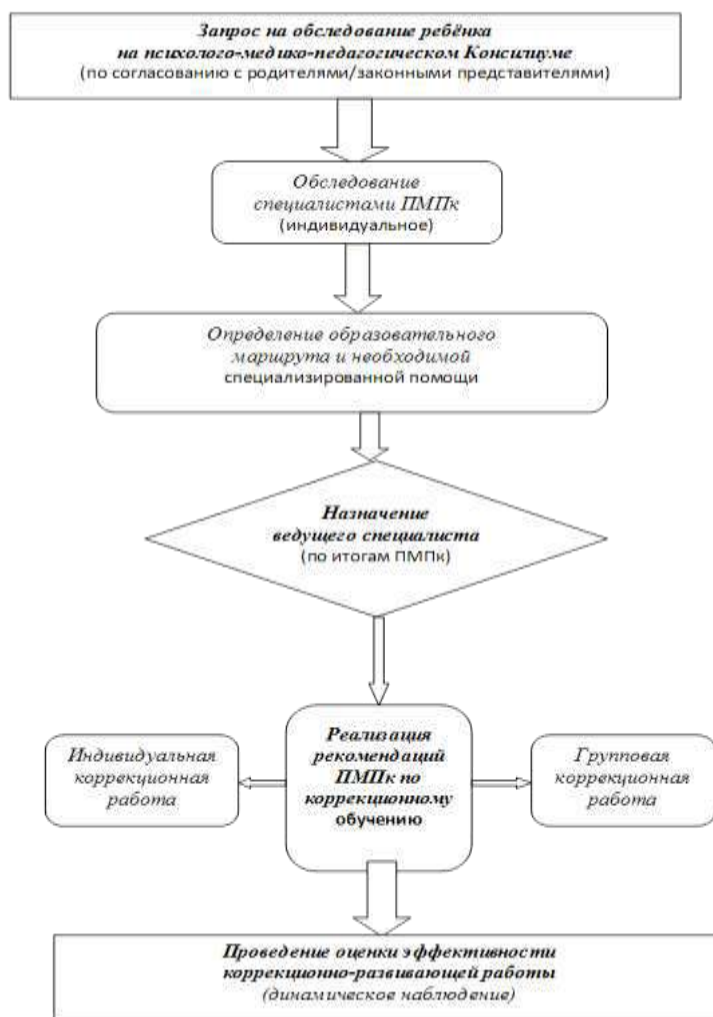 Запрос на обследование ребёнка
на психолого-медико-педагогическом Консилиуме
(по согласованию с родителями/законными представителями)
Обследование
специалистами ПМПк
(индивидуальное)
Определение образовательного
маршрута и необходимой
специализированной помощи
Назначение
ведущего специалиста
(по итогам ПМПк)
Реализация
рекомендаций
ПМПк по
коррекционному
обучению
Индивидуальная
коррекционная
работа
Групповая
коррекционная
работа
Проведение оценки эффективности
коррекционно-развивающей работы
(динамическое наблюдение)